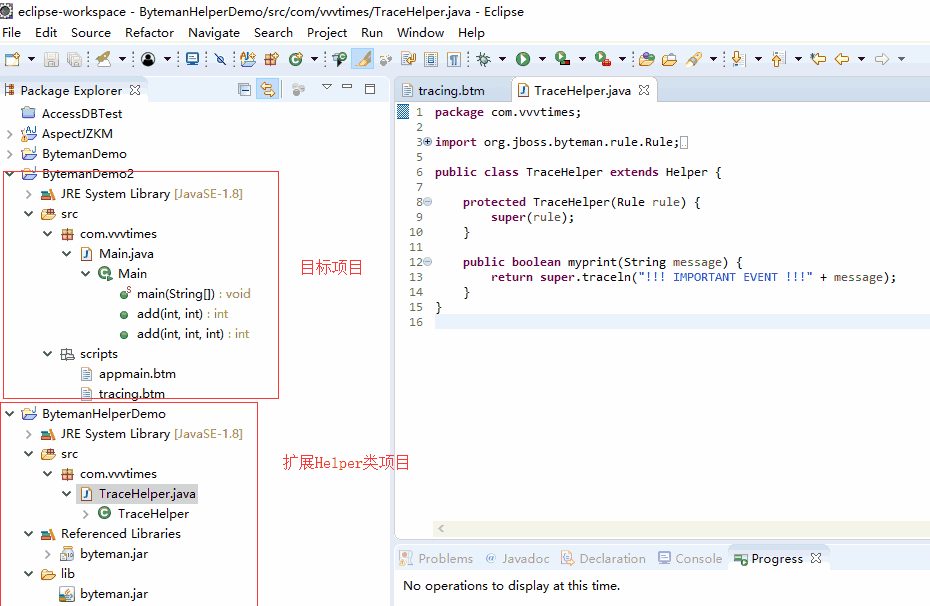 eclipse-workspace - BytemanHelperDemo/src/com/vvvtimes/TraceHelper.java - Eclipse
File Edit Source Refactor Navigate Search Project Run Window Help
Package Explorer
AccessDBTest
AspectJZKM
BytemanDemo
BytemanDemo2
JRE System Library [JavaSE-1.8]
src
com.vvvtimes
Main.java
Main
main(String[]) : void
add(int, int) : int
add(int, int, int) : int
scripts
appmain.btm
tracing.btm
目标项目
BytemanHelperDemo
JRE System Library [JavaSE-1.8]
src
com.vvvtimes
TraceHelper.java
TraceHelper
Referenced Libraries
byteman.jar
lib
byteman.jar
扩展Helper类项目
tracing.btm TraceHelper.java
1 package com.vvvtimes;
2
3 import org.jboss.byteman.rule.Rule;
5
6 public class TraceHelper extends Helper {
7
8 protected TraceHelper(Rule rule) {
9 super(rule);
10 }
11
12 public boolean myprint(String message) {
13 return super.traceln("!!! IMPORTANT EVENT !!!" + message);
14 }
15 }
16
Problems @ Javadoc Declaration Console Progress
No operations to display at this time.